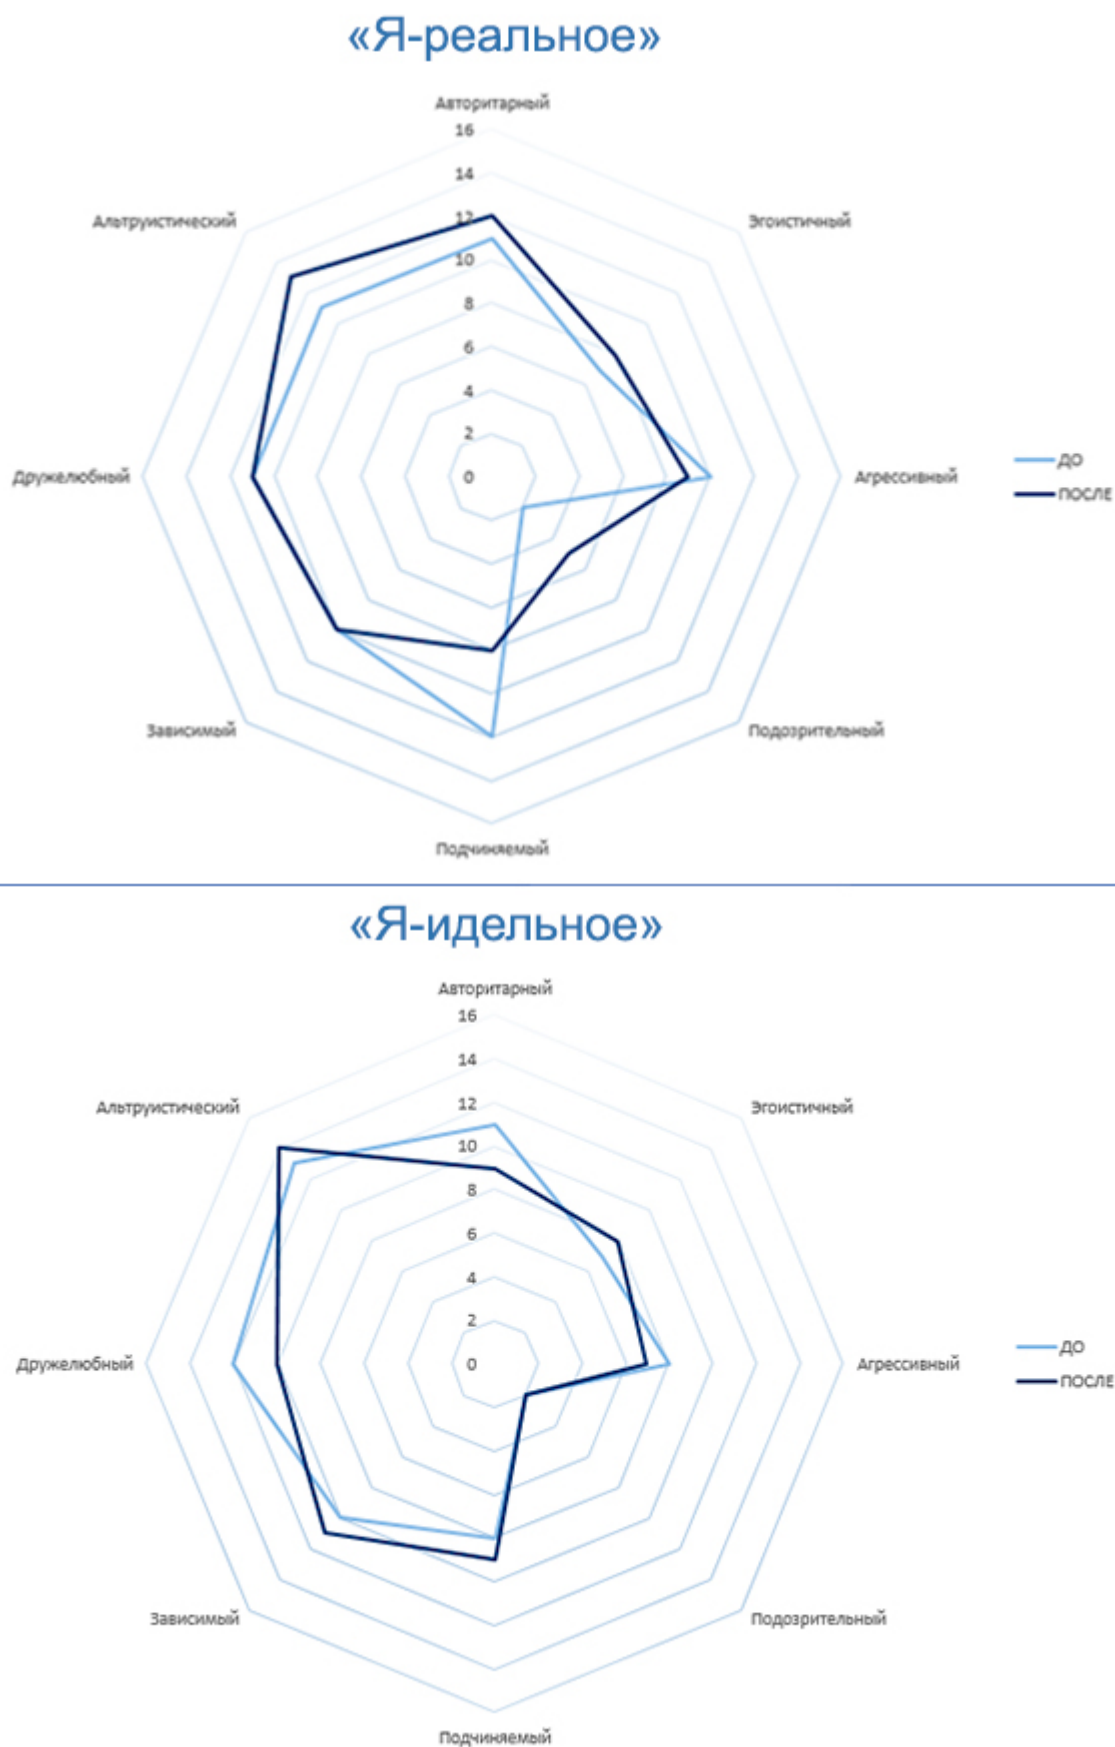 «Я-реальное»
Авторитарный
16
14
12
10
8
6
4
2
0
Альтруистический
Эгоистичный
Дружелюбный
Агрессивный
ДО
ПОСЛЕ
Зависимый
Подозрительный
Подчиняемый
«Я-идельное»
Авторитарный
16
14
12
10
8
6
4
2
0
Альтруистический
Эгоистичный
Дружелюбный
Агрессивный
ДО
ПОСЛЕ
Зависимый
Подозрительный
Подчиняемый